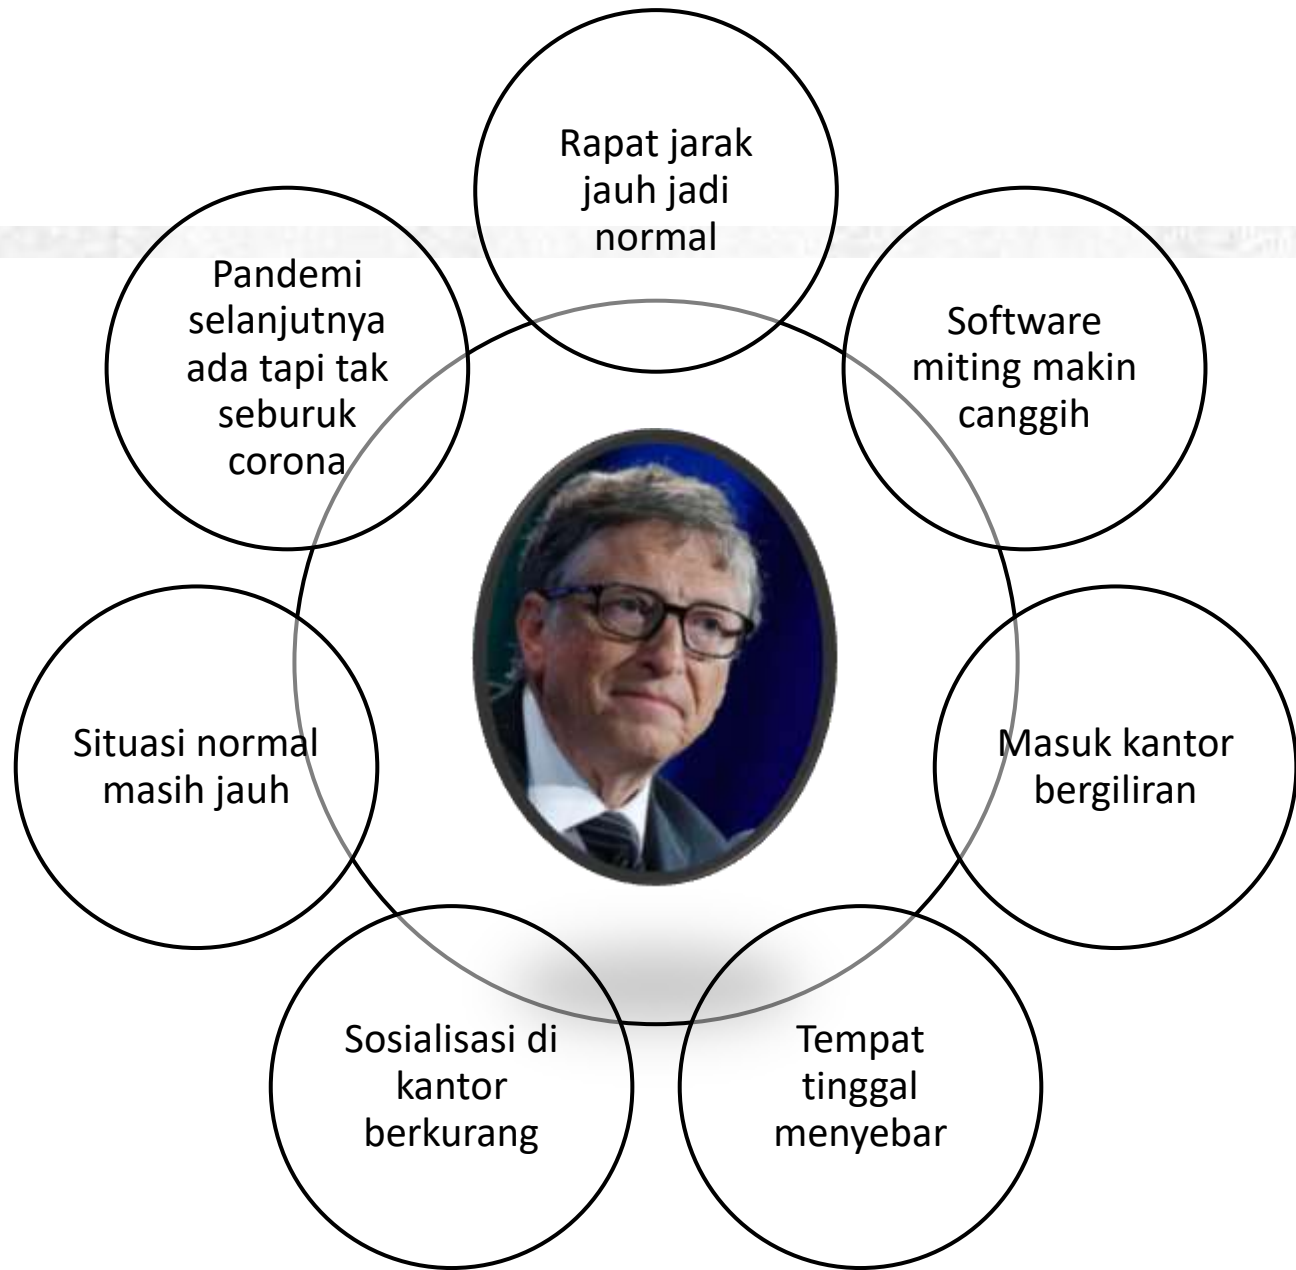 Rapat jarak
jauh jadi
normal
Software
miting makin
canggih
Masuk kantor
bergiliran
Tempat
tinggal
menyebar
Sosialisasi di
kantor
berkurang
Situasi normal
masih jauh
Pandemi
selanjutnya
ada tapi tak
seburuk
corona